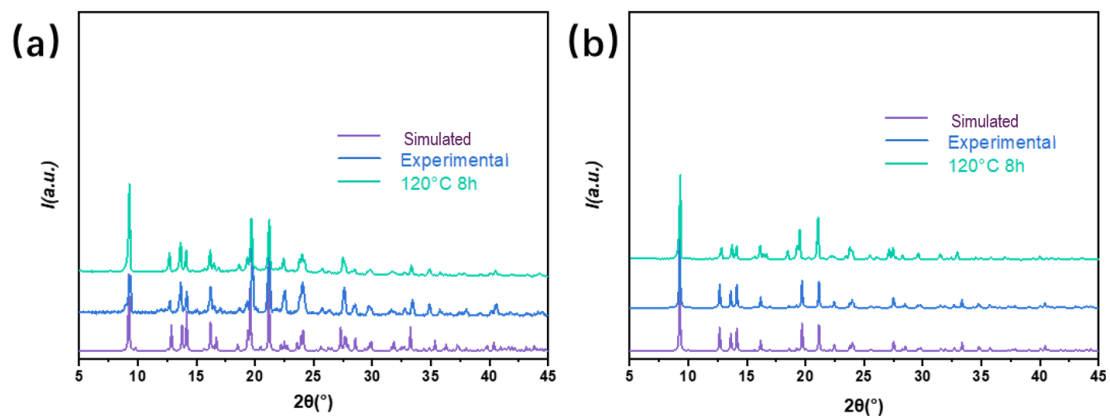 (a)
I(a.u.)
Simulated
Experimental
120°C 8h
5 10 15 20 25 30 35 40 45
2θ(°)
(b)
I(a.u.)
Simulated
Experimental
120°C 8h
5 10 15 20 25 30 35 40 45
2θ(°)